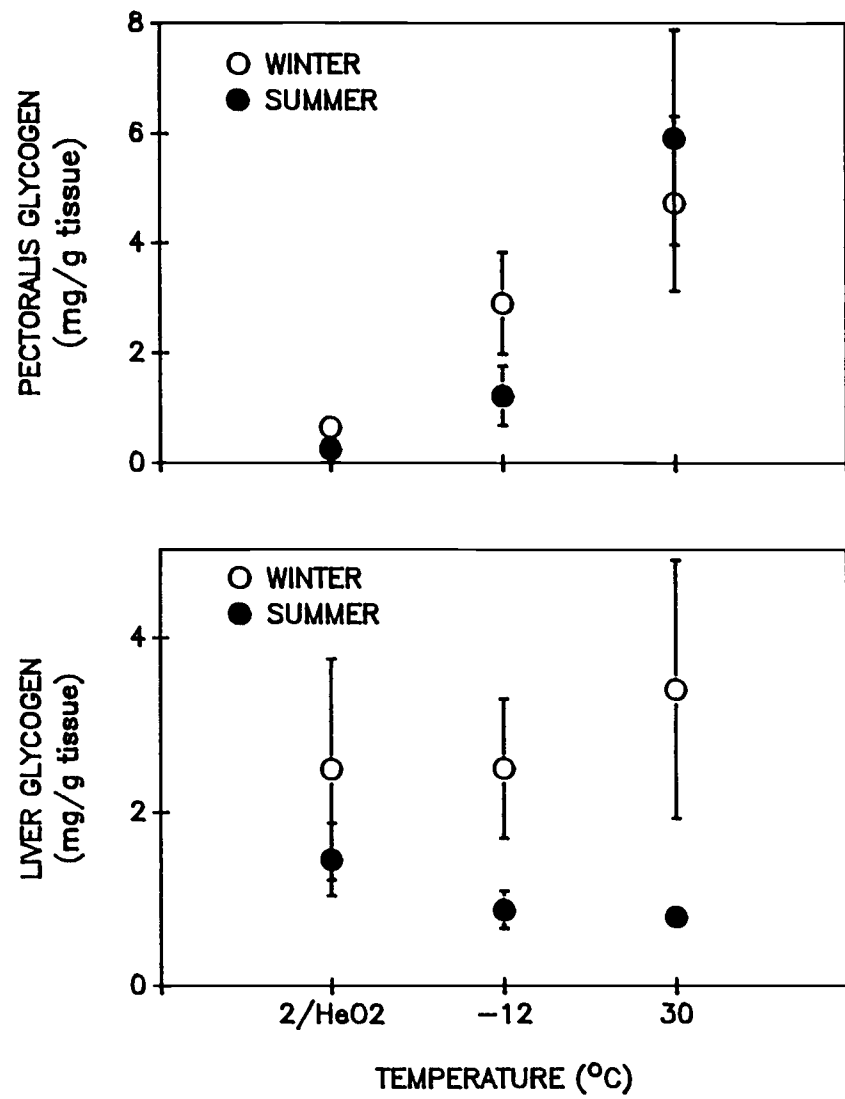 8
6
4
2
0
PECTORALIS GLYCOGEN
(mg/g tissue)
WINTER
SUMMER
4
2
0
LIVER GLYCOGEN
(mg/g tissue)
WINTER
SUMMER
2/HeO2 -12 30
TEMPERATURE (°C)